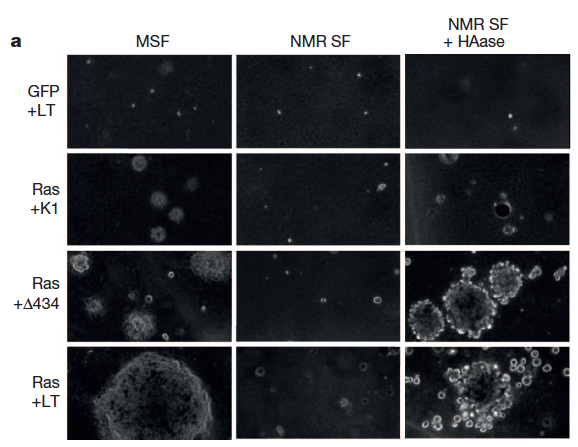 a
MSF
NMR SF
NMR SF
+ HAase
GFP
+LT
Ras
+K1
Ras
+Δ434
Ras
+LT